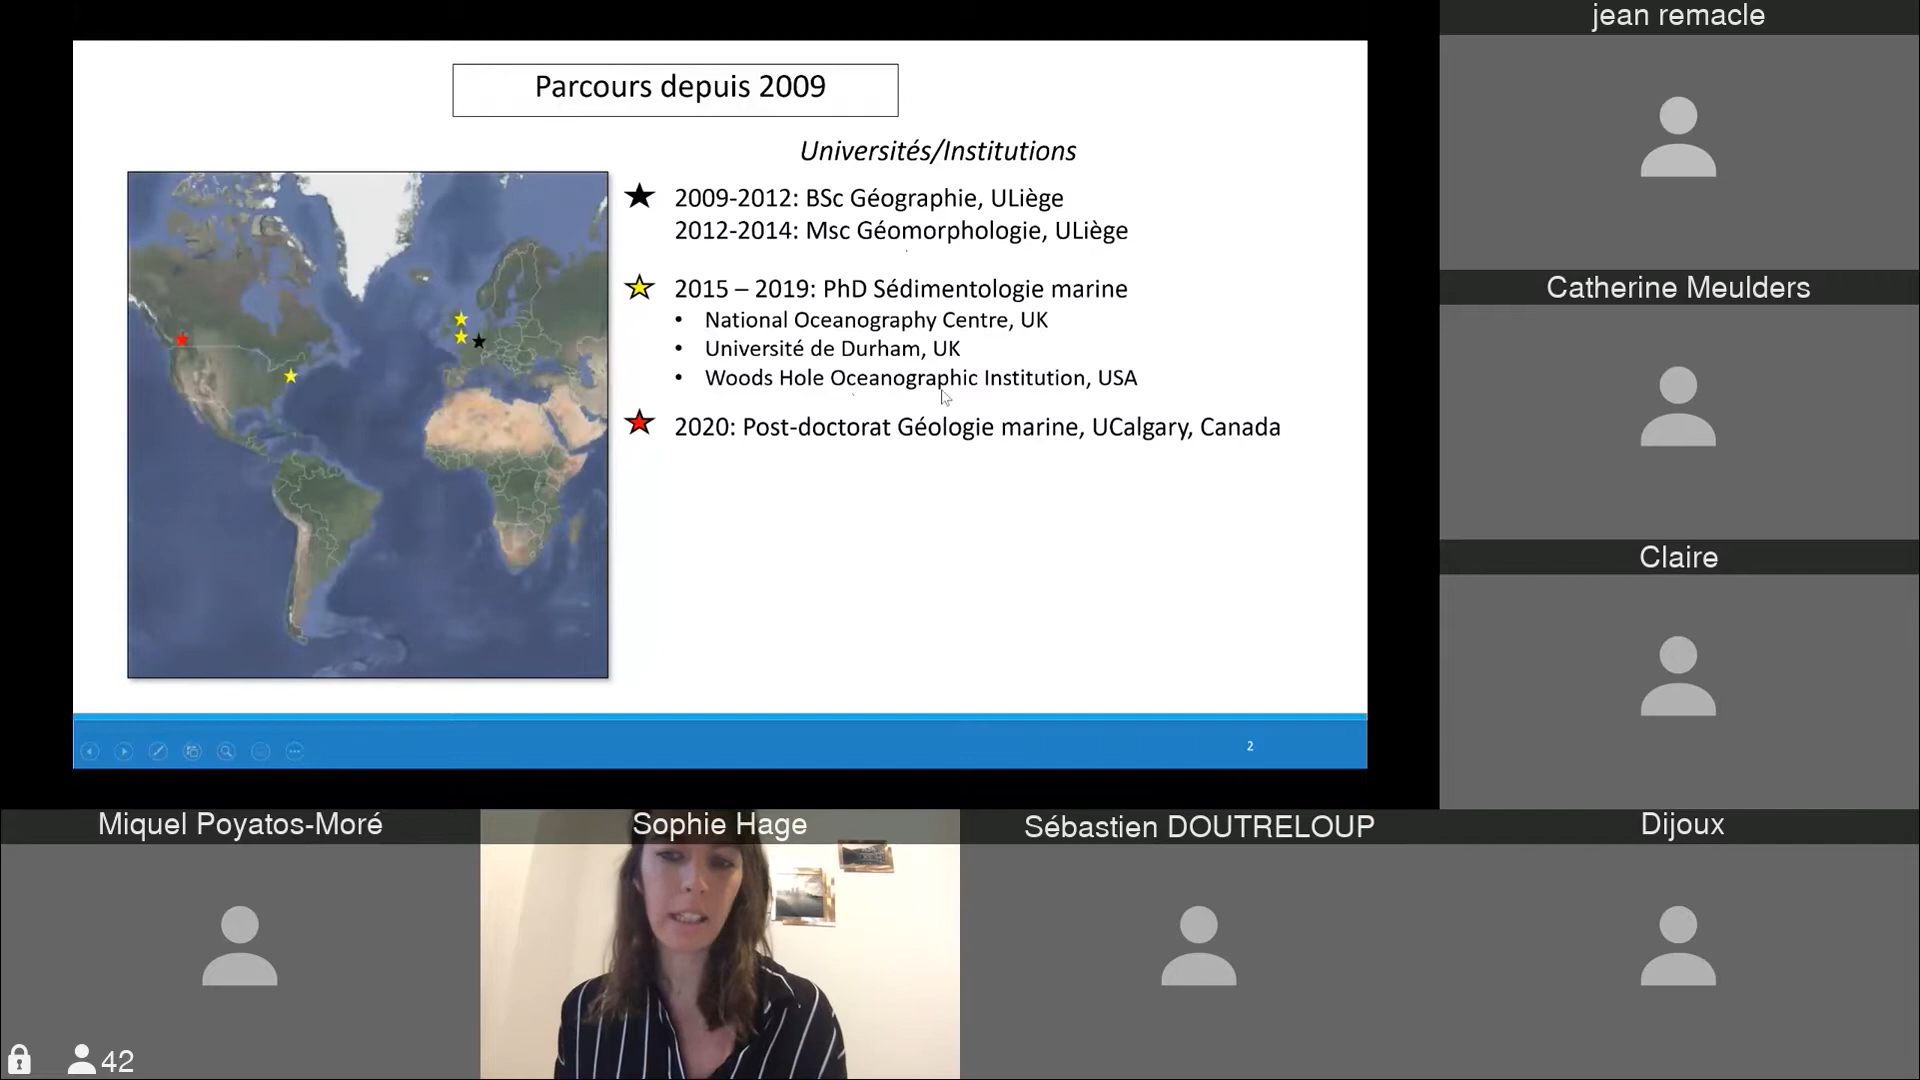 Parcours depuis 2009
Universités/Institutions
2009-2012: BSc Géographie, ULiège
2012-2014: Msc Géomorphologie, ULiège
2015 – 2019: PhD Sédimentologie marine
• National Oceanography Centre, UK
• Université de Durham, UK
• Woods Hole Oceanographic Institution, USA
2020: Post-doctorat Géologie marine, UCalgary, Canada
2
jean remacle
Catherine Meulders
Claire
Miquel Poyatos-Moré
Sophie Hage
Sébastien DOUTRELOUP
Dijoux
42